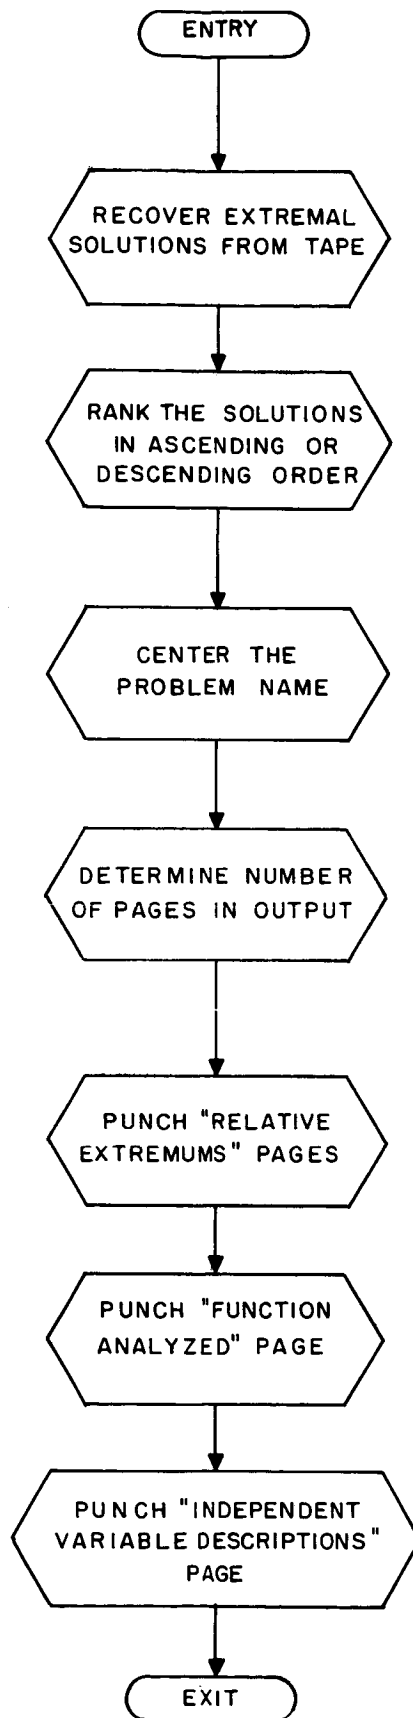 ENTRY
RECOVER EXTREMAL
SOLUTIONS FROM TAPE
RANK THE SOLUTIONS
IN ASCENDING OR
DESCENDING ORDER
CENTER THE
PROBLEM NAME
DETERMINE NUMBER
OF PAGES IN OUTPUT
PUNCH "RELATIVE
EXTREMUMS" PAGES
PUNCH "FUNCTION
ANALYZED" PAGE
PUNCH "INDEPENDENT
VARIABLE DESCRIPTIONS"
PAGE
EXIT